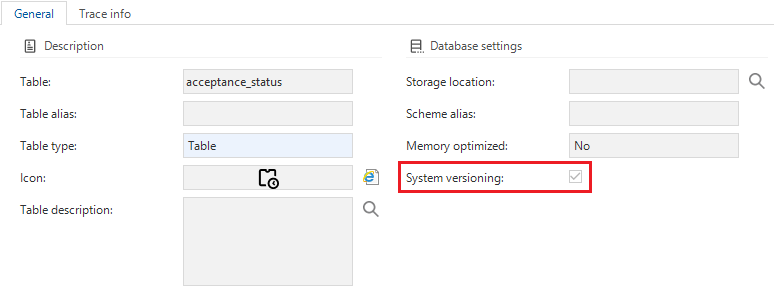 General
Trace info
Description
Table: acceptance_status
Table alias:
Table type: Table
Icon:
Table description:
Database settings
Storage location:
Scheme alias:
Memory optimized: No
System versioning: